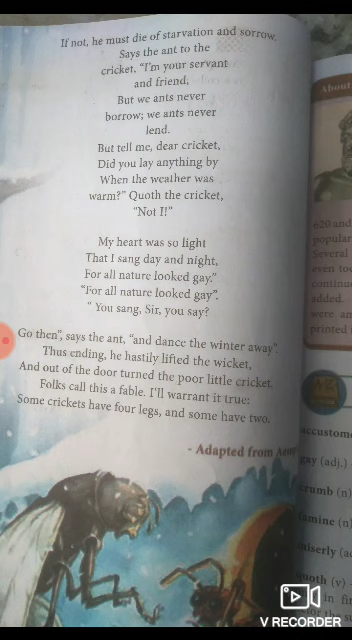 If not, he must die of starvation and sorrow.
Says the ant to the
cricket, "I'm your servant
and friend,
But we ants never
borrow; we ants never
lend.
But tell me, dear cricket,
Did you lay anything by
When the weather was
warm?" Quoth the cricket,
"Not I!"
My heart was so light
That I sang day and night,
For all nature looked gay."
"For all nature looked gay".
" You sang, Sir, you say?
Go then", says the ant, "and dance the winter away".
Thus ending, he hastily lifted the wicket,
And out of the door turned the poor little cricket.
Folks call this a fable. I'll warrant it true:
Some crickets have four legs, and some have two.
- Adapted from
About
620 and
popular
Several
even
added.
were
printed
A-Z
gay (adj.)
crumb (n)
(n)
(v) -
in
the
V RECORDER